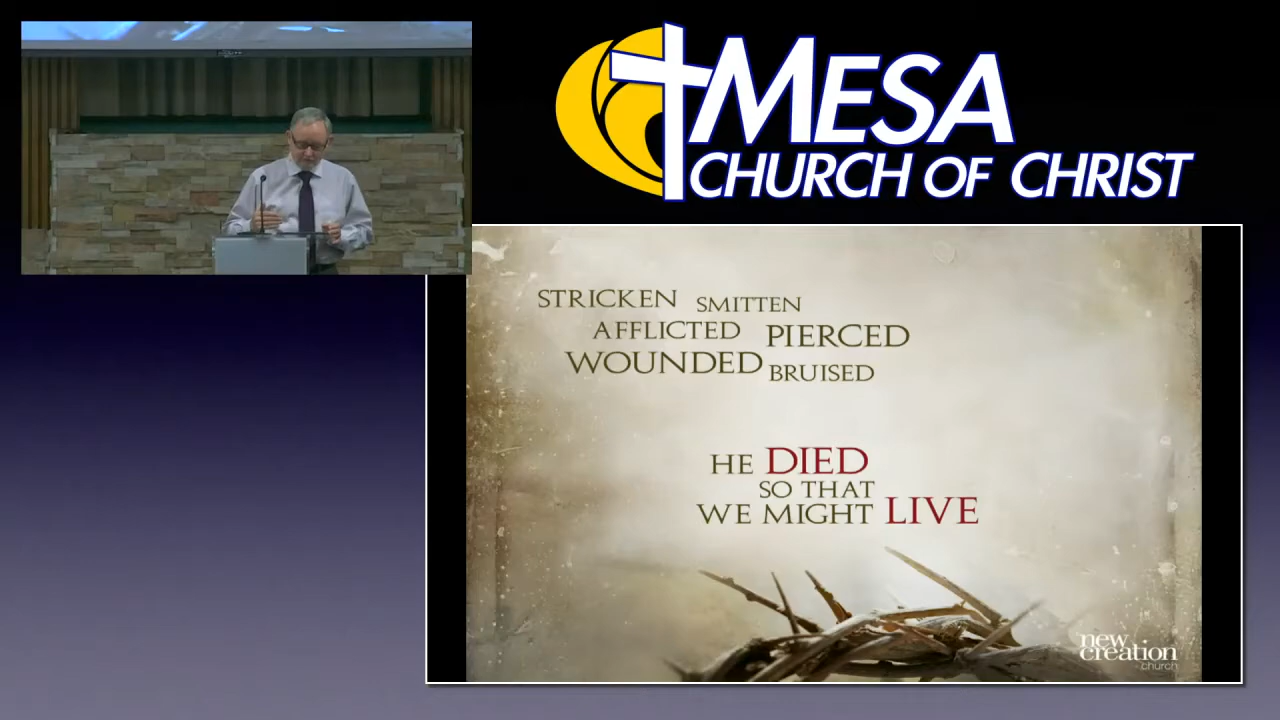 MESA
CHURCH OF CHRIST
STRICKEN SMITTEN
AFFLICTED PIERCED
WOUNDED BRUISED
HE DIED
SO THAT
WE MIGHT LIVE
new
creation
church